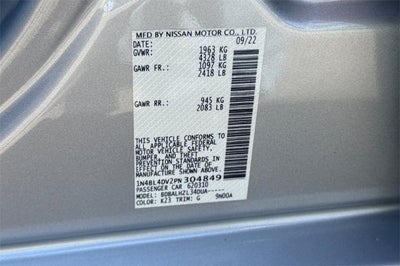 MFD BY NISSAN MOTOR CO., LTD.
09/22
GVWR: 1963 KG
4328 LB
GAWR FR: 1097 KG
2418 LB
GAWR RR: 945 KG
2083 LB
THIS VEHICLE CONFORMS TO
ALL APPLICABLE FEDERAL
MOTOR VEHICLE SAFETY,
BUMPER, AND THEFT
PREVENTION STANDARDS IN
EFFECT ON THE DATE OF
MANUFACTURE SHOWN ABOVE.
1N4BL4DV2PN304849
PASSENGER CAR 620310
MODEL:
COLOR: K23 TRIM: G 9N00A